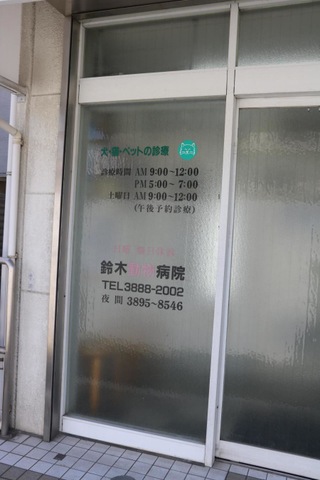 犬・猫・ペットの診療
診療時間 AM 9:00~12:00
PM 5:00~7:00
土曜日 AM 9:00~12:00
(午後予約診療)
鈴木 病院
TEL3888-2002
夜間 3895~8546